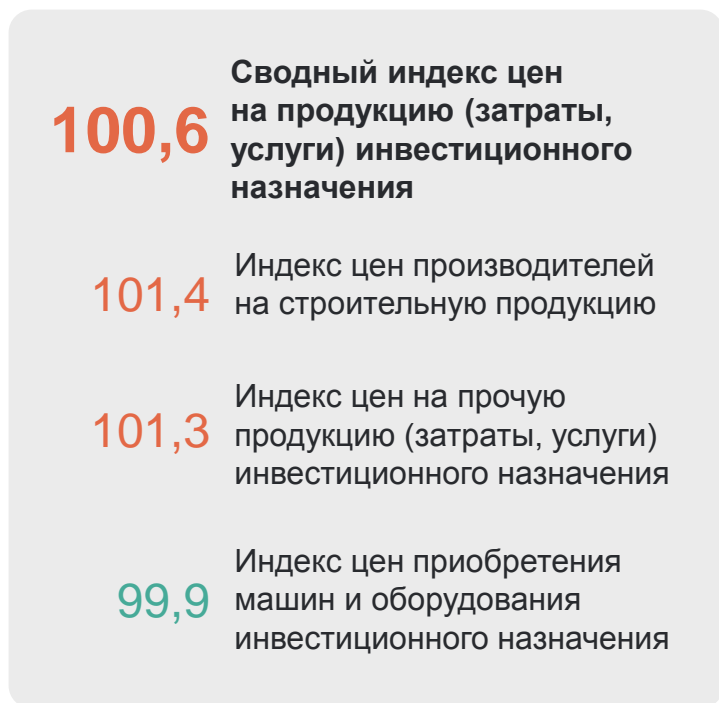 100,6
Сводный индекс цен
на продукцию (затраты,
услуги) инвестиционного
назначения
101,4
Индекс цен производителей
на строительную продукцию
101,3
Индекс цен на прочую
продукцию (затраты, услуги)
инвестиционного назначения
99,9
Индекс цен приобретения
машин и оборудования
инвестиционного назначения